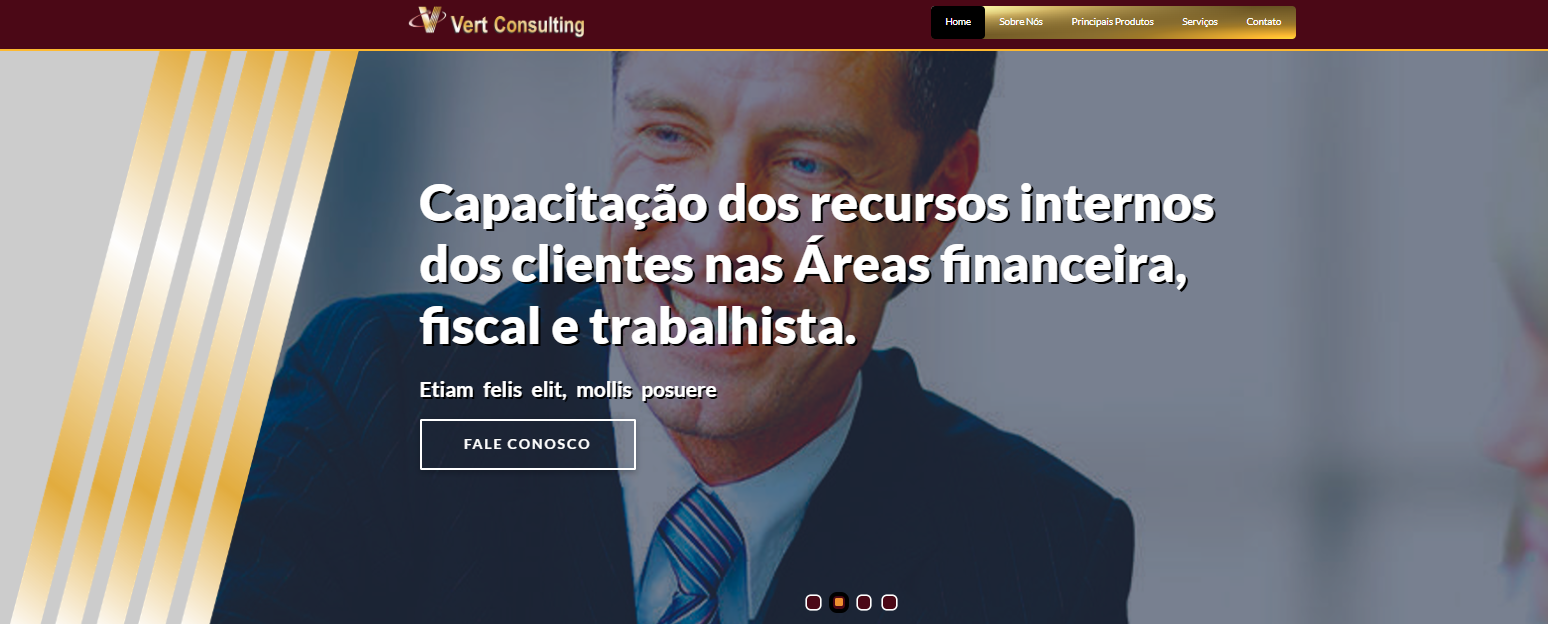 Vert Consulting
Home Sobre Nós Principais Produtos Serviços Contato
Capacitação dos recursos internos
dos clientes nas Áreas financeira,
fiscal e trabalhista.
Etiam felis elit, mollis posuere
FALE CONOSCO